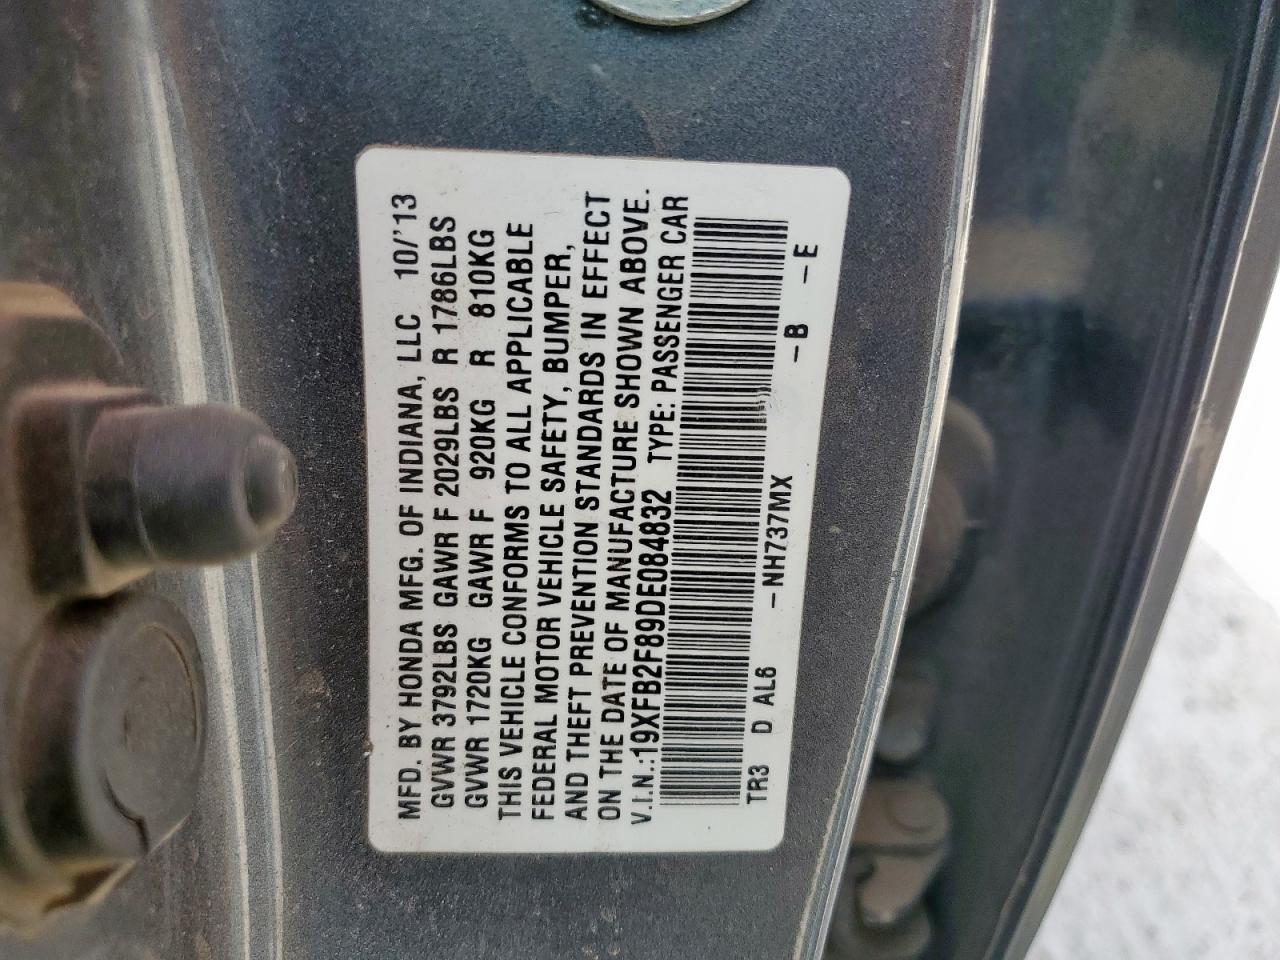 MFD. BY HONDA MFG. OF INDIANA, LLC 10/'13
GVWR 3792LBS GAWR F 2029LBS R 1786LBS
GVWR 1720KG GAWR F 920KG R 810KG
THIS VEHICLE CONFORMS TO ALL APPLICABLE
FEDERAL MOTOR VEHICLE SAFETY, BUMPER,
AND THEFT PREVENTION STANDARDS IN EFFECT
ON THE DATE OF MANUFACTURE SHOWN ABOVE.
V.I.N.:19XFB2F89DE084832 TYPE: PASSENGER CAR
TR3 D AL6 -NH737MX -B -E